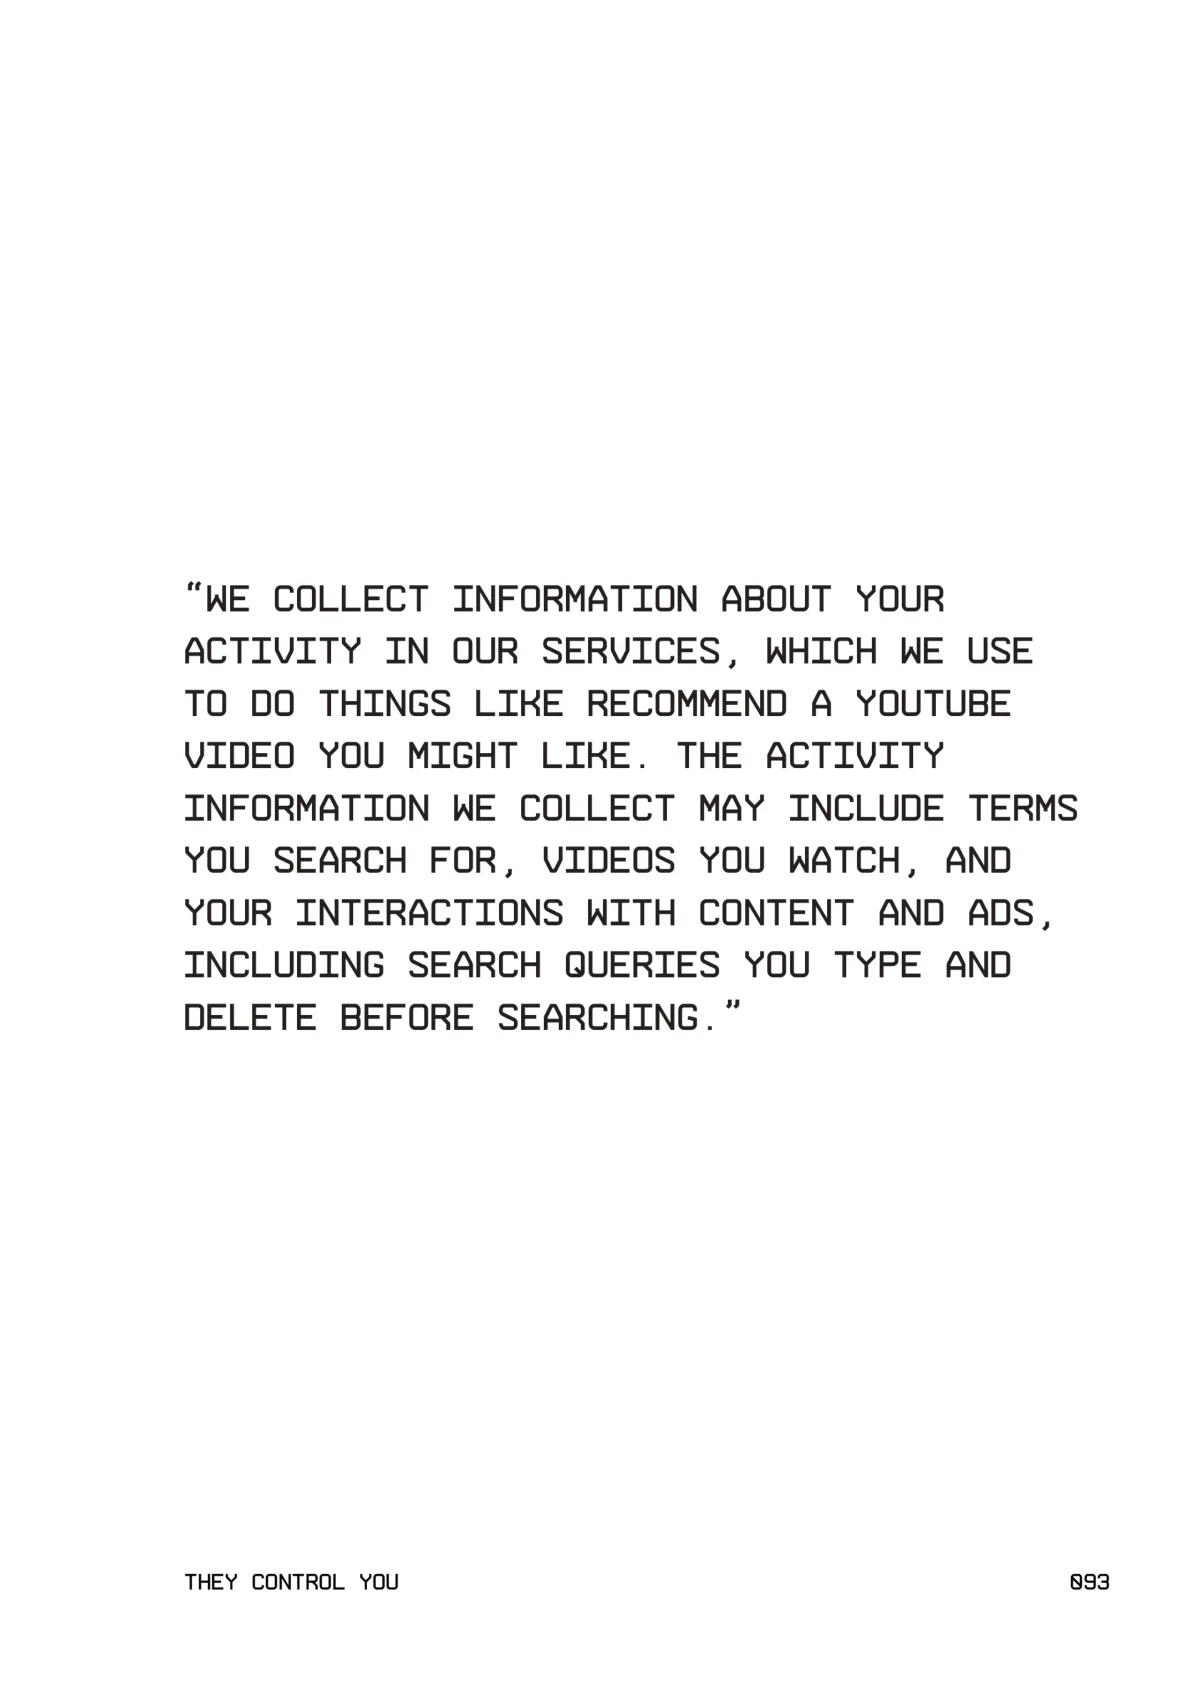 “WE COLLECT INFORMATION ABOUT YOUR
ACTIVITY IN OUR SERVICES, WHICH WE USE
TO DO THINGS LIKE RECOMMEND A YOUTUBE
VIDEO YOU MIGHT LIKE. THE ACTIVITY
INFORMATION WE COLLECT MAY INCLUDE TERMS
YOU SEARCH FOR, VIDEOS YOU WATCH, AND
YOUR INTERACTIONS WITH CONTENT AND ADS,
INCLUDING SEARCH QUERIES YOU TYPE AND
DELETE BEFORE SEARCHING.”
THEY CONTROL YOU 093